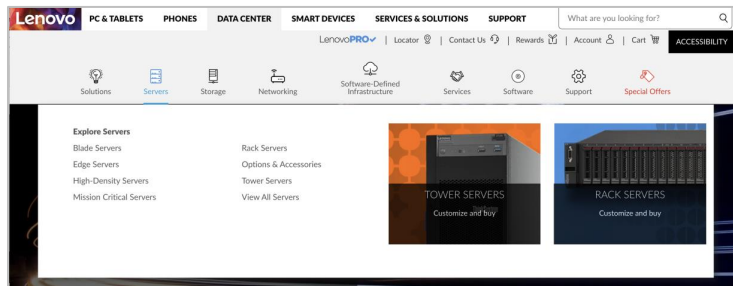 Lenovo PC & TABLETS PHONES DATA CENTER SMART DEVICES SERVICES & SOLUTIONS SUPPORT What are you looking for?
LenovoPRO | Locator | Contact Us | Rewards | Account | Cart ACCESSIBILITY
Solutions Servers Storage Networking Software-Defined Infrastructure Services Software Support Special Offers
Explore Servers
Blade Servers Rack Servers
Edge Servers Options & Accessories
High-Density Servers Tower Servers
Mission Critical Servers View All Servers
TOWER SERVERS RACK SERVERS
Customize and buy Customize and buy